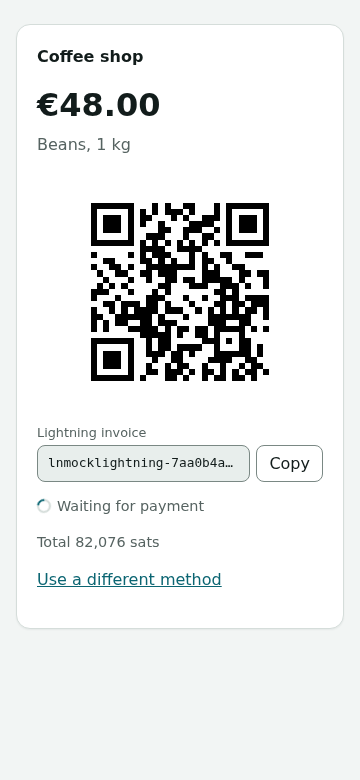 Coffee shop
€48.00
Beans, 1 kg
Lightning invoice
lnmocklightning-7aa0b4a…
Copy
Waiting for payment
Total 82,076 sats
Use a different method